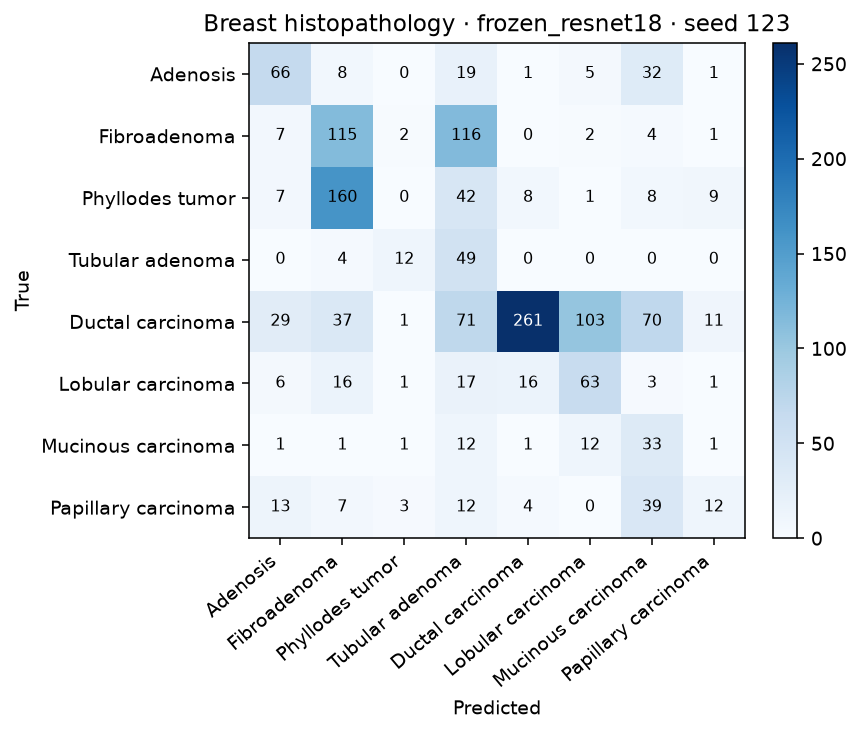 Breast histopathology · frozen_resnet18 · seed 123
Adenosis 66 8 0 19 1 5 32 1
Fibroadenoma 7 115 2 116 0 2 4 1
Phyllodes tumor 7 160 0 42 8 1 8 9
Tubular adenoma 0 4 12 49 0 0 0 0
Ductal carcinoma 29 37 1 71 261 103 70 11
Lobular carcinoma 6 16 1 17 16 63 3 1
Mucinous carcinoma 1 1 1 12 1 12 33 1
Papillary carcinoma 13 7 3 12 4 0 39 12
True
Adenosis
Fibroadenoma
Phyllodes tumor
Tubular adenoma
Ductal carcinoma
Lobular carcinoma
Mucinous carcinoma
Papillary carcinoma
Predicted
250
200
150
100
50
0